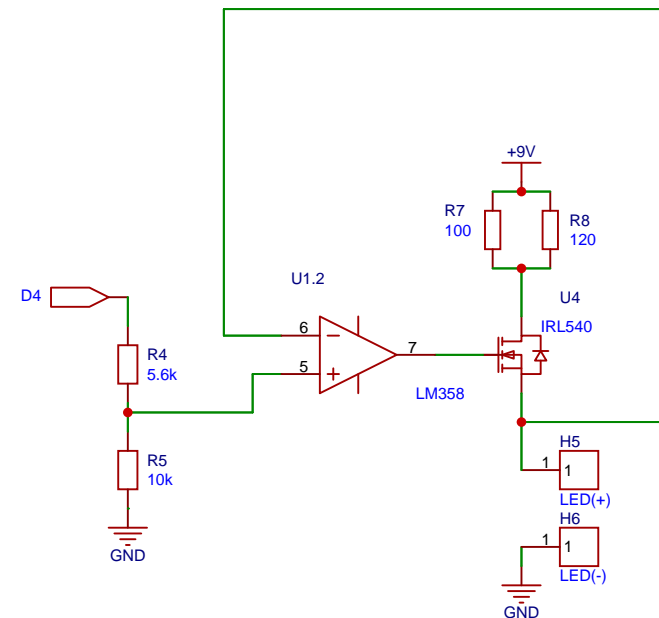 +9V
R7
100
R8
120
U1.2
D4
U4
IRL540
6
7
R4
5.6k
5
LM358
H5
1
1
LED(+)
R5
10k
H6
1
1
LED(-)
GND
GND